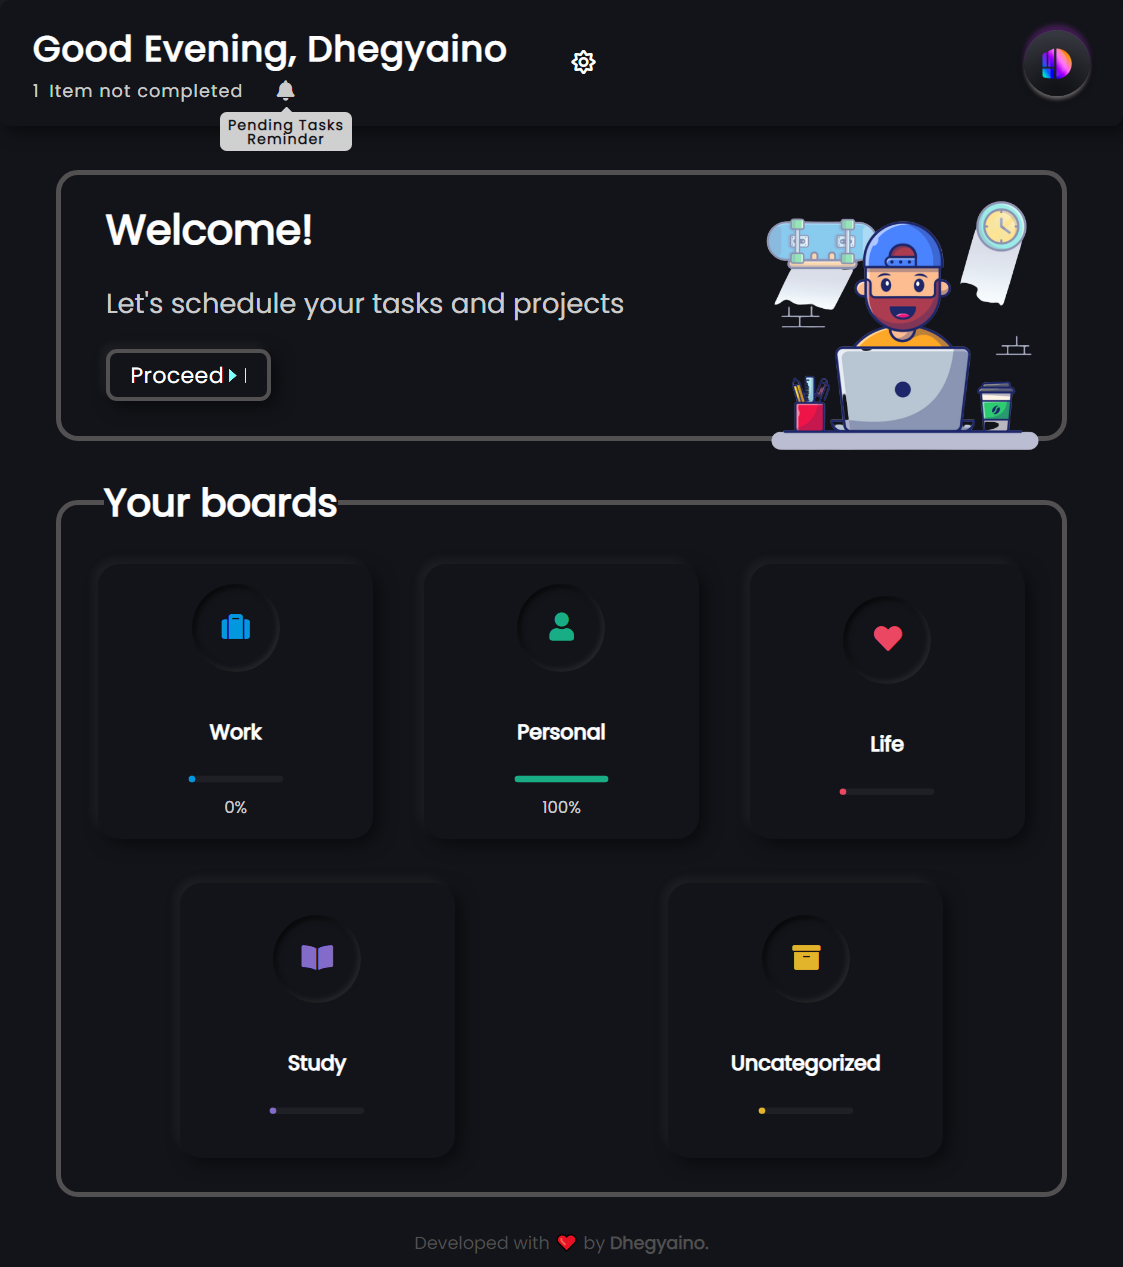 Good Evening, Dhegyaino
1 Item not completed
Pending Tasks
Reminder
Welcome!
Let's schedule your tasks and projects
Proceed
Your boards
Work
0%
Personal
100%
Life
Study
Uncategorized
Developed with ❤️ by Dhegyaino.